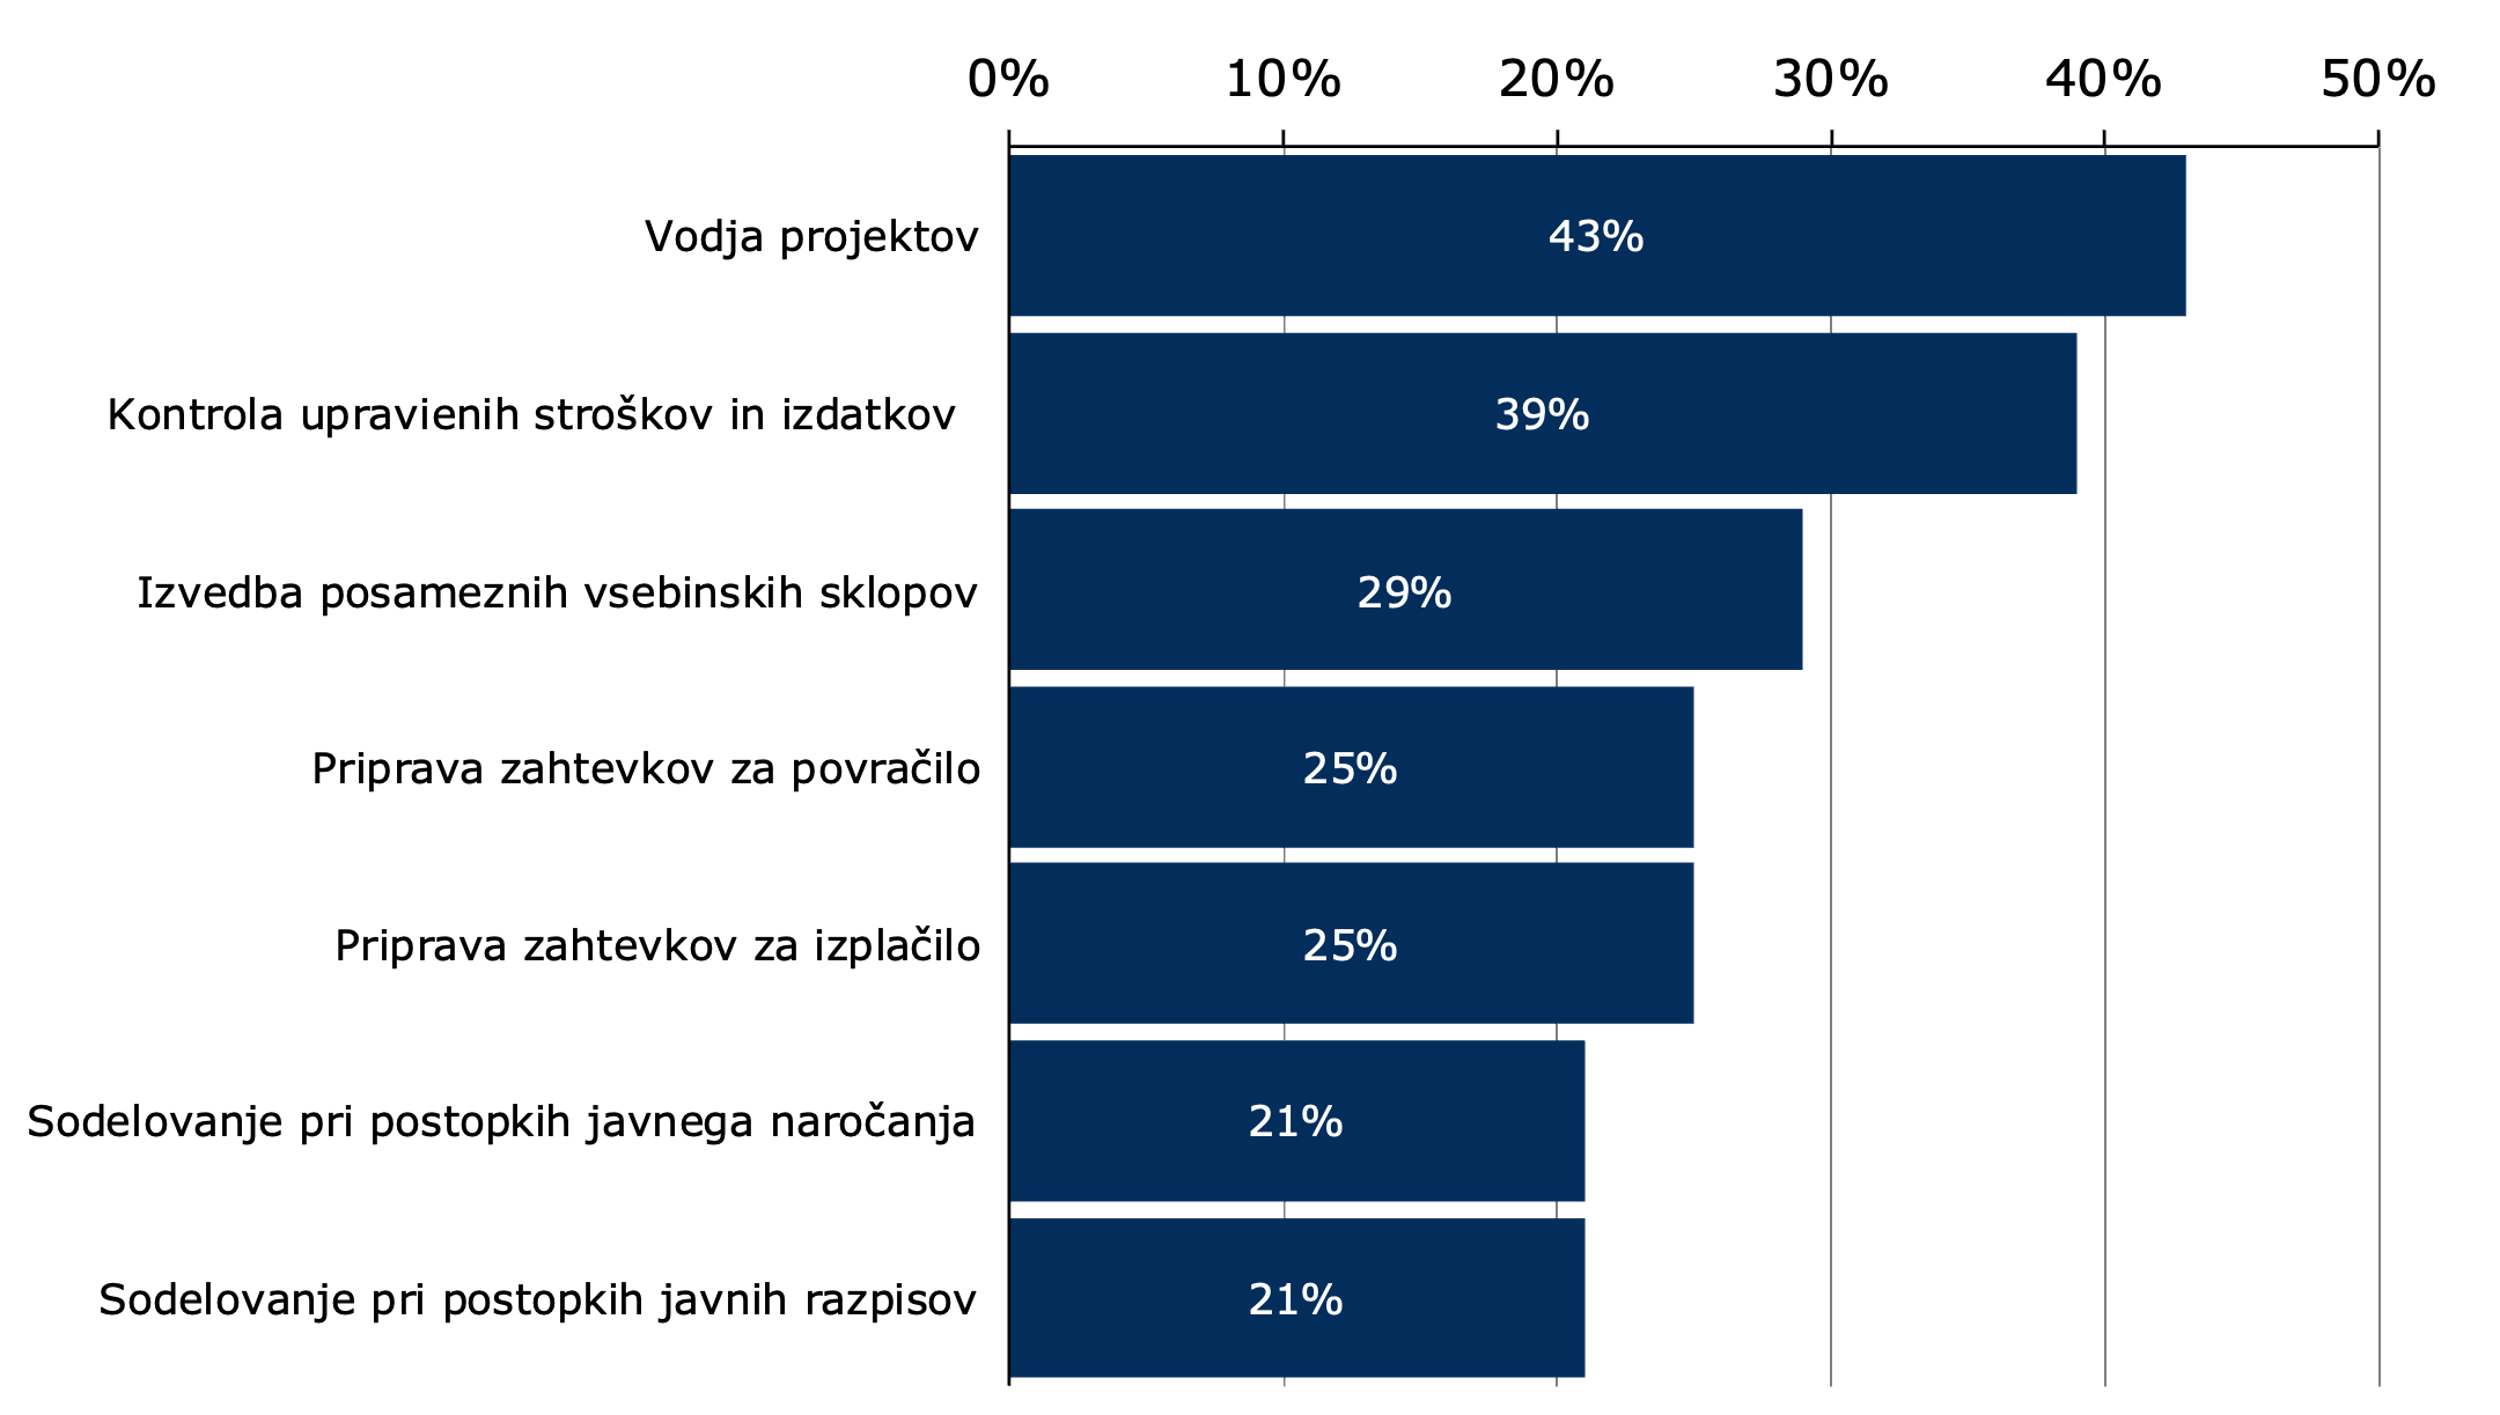 0% 10% 20% 30% 40% 50%
Vodja projektov 43%
Kontrola upravienih stroškov in izdatkov 39%
Izvedba posameznih vsebinskih sklopov 29%
Priprava zahtevkov za povračilo 25%
Priprava zahtevkov za izplačilo 25%
Sodelovanje pri postopkih javnega naročanja 21%
Sodelovanje pri postopkih javnih razpisov 21%